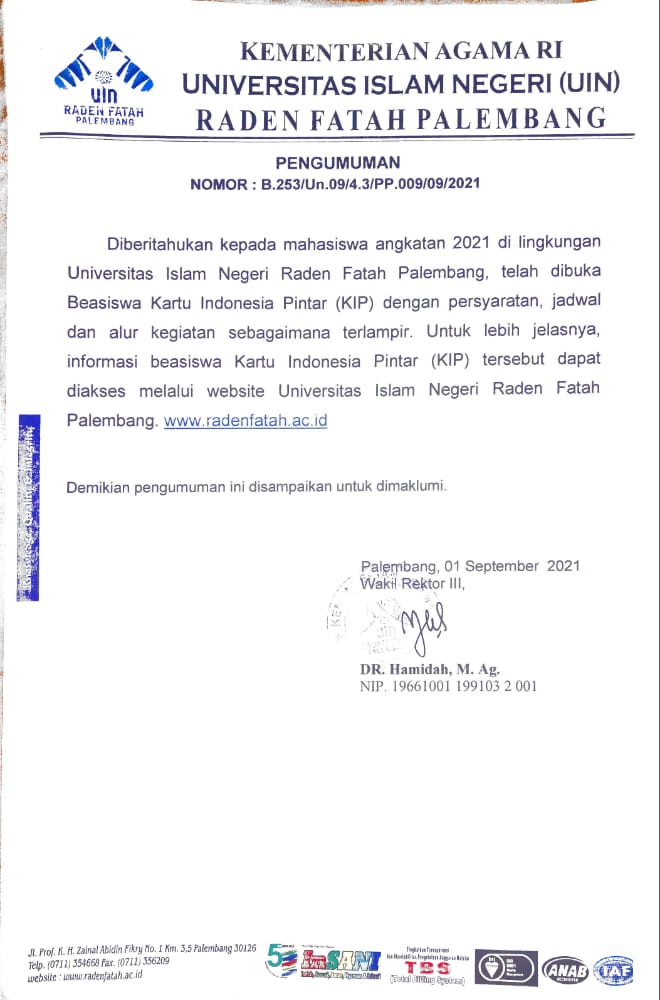 KEMENTERIAN AGAMA RI
UNIVERSITAS ISLAM NEGERI (UIN)
RADEN FATAH PALEMBANG
uin
RADEN FATAH
PALEMBANG
PENGUMUMAN
NOMOR : B.253/Un.09/4.3/PP.009/09/2021
Diberitahukan kepada mahasiswa angkatan 2021 di lingkungan
Universitas Islam Negeri Raden Fatah Palembang, telah dibuka
Beasiswa Kartu Indonesia Pintar (KIP) dengan persyaratan, jadwal
dan alur kegiatan sebagaimana terlampir. Untuk lebih jelasnya,
informasi beasiswa Kartu Indonesia Pintar (KIP) tersebut dapat
diakses melalui website Universitas Islam Negeri Raden Fatah
Palembang. www.radenfatah.ac.id
Demikian pengumuman ini disampaikan untuk dimaklumi.
Palembang, 01 September 2021
Wakil Rektor III,
DR. Hamidah, M. Ag.
NIP. 19661001 199103 2 001
Jl. Prof. K. H. Zainal Abidin Fikry No. 1 Km. 3,5 Palembang 30126
Telp. (0711) 354668 Fax. (0711) 356209
website : www.radenfatah.ac.id
TBS
(Total Billing System)
bsi
ANAB
IAF